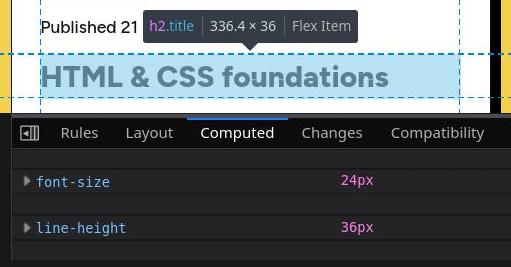 Published 21
h2.title 336.4 × 36 Flex Item
HTML & CSS foundations
Rules Layout Computed Changes Compatibility
font-size 24px
line-height 36px